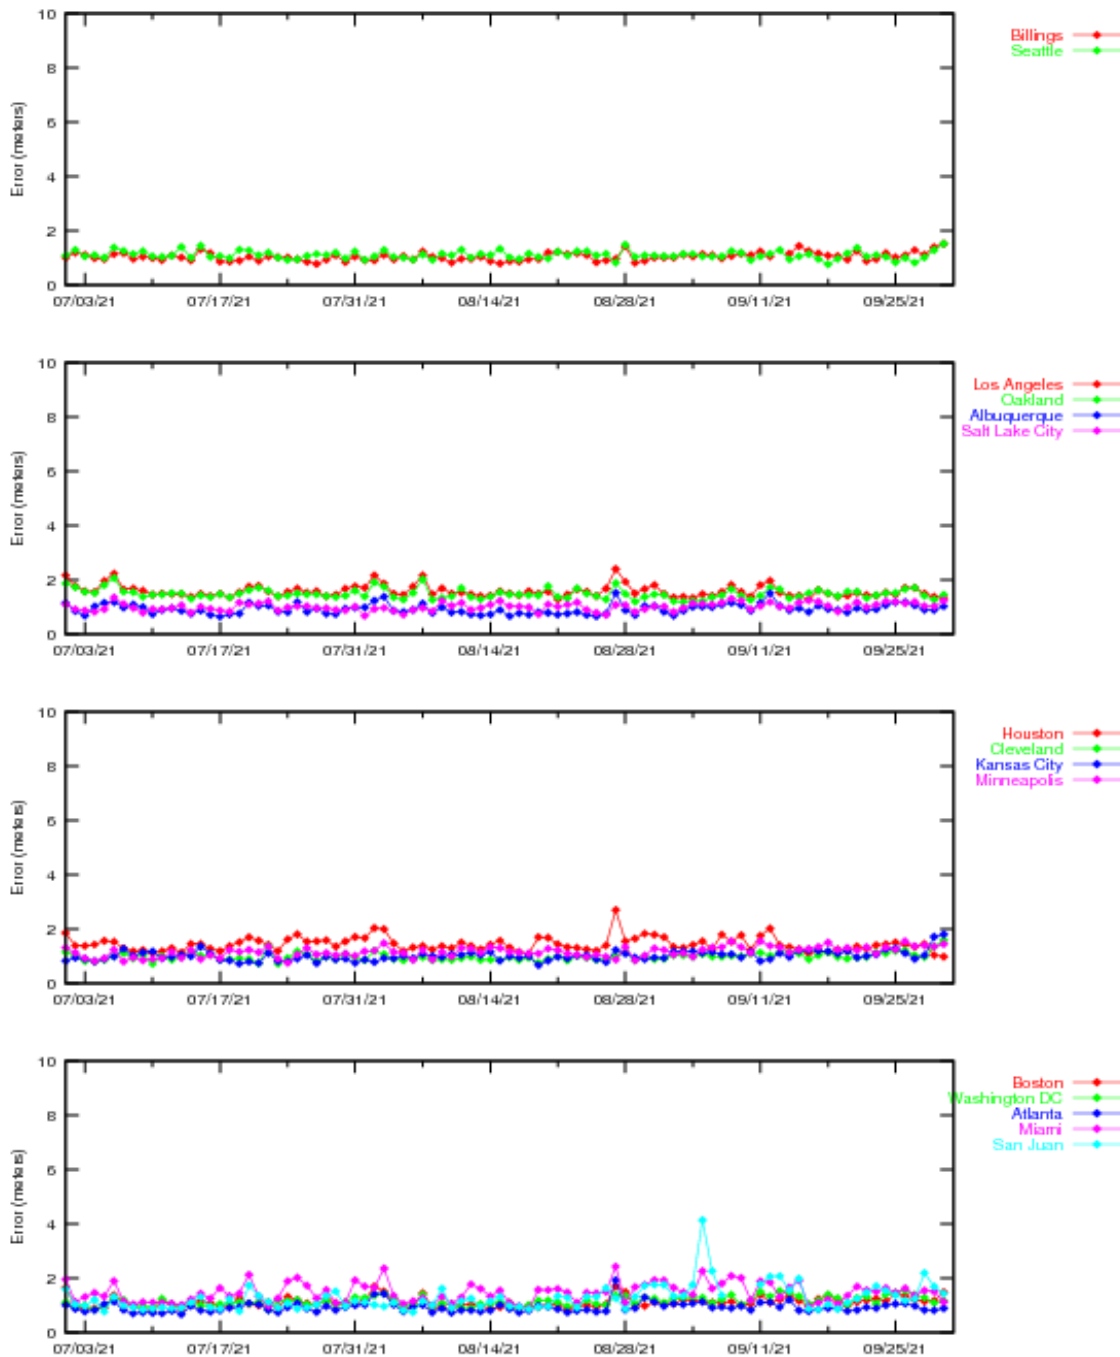 10
Billings
Seattle
8
6
Error (meters)
4
2
0
07/03/21 07/17/21 07/31/21 08/14/21 08/28/21 09/11/21 09/25/21
10
Los Angeles
Oakland
8
Albuquerque
Salt Lake City
6
Error (meters)
4
2
0
07/03/21 07/17/21 07/31/21 08/14/21 08/28/21 09/11/21 09/25/21
10
Houston
Cleveland
8
Kansas City
Minneapolis
6
Error (meters)
4
2
0
07/03/21 07/17/21 07/31/21 08/14/21 08/28/21 09/11/21 09/25/21
10
Boston
Washington DC
8
Atlanta
Miami
San Juan
6
Error (meters)
4
2
0
07/03/21 07/17/21 07/31/21 08/14/21 08/28/21 09/11/21 09/25/21